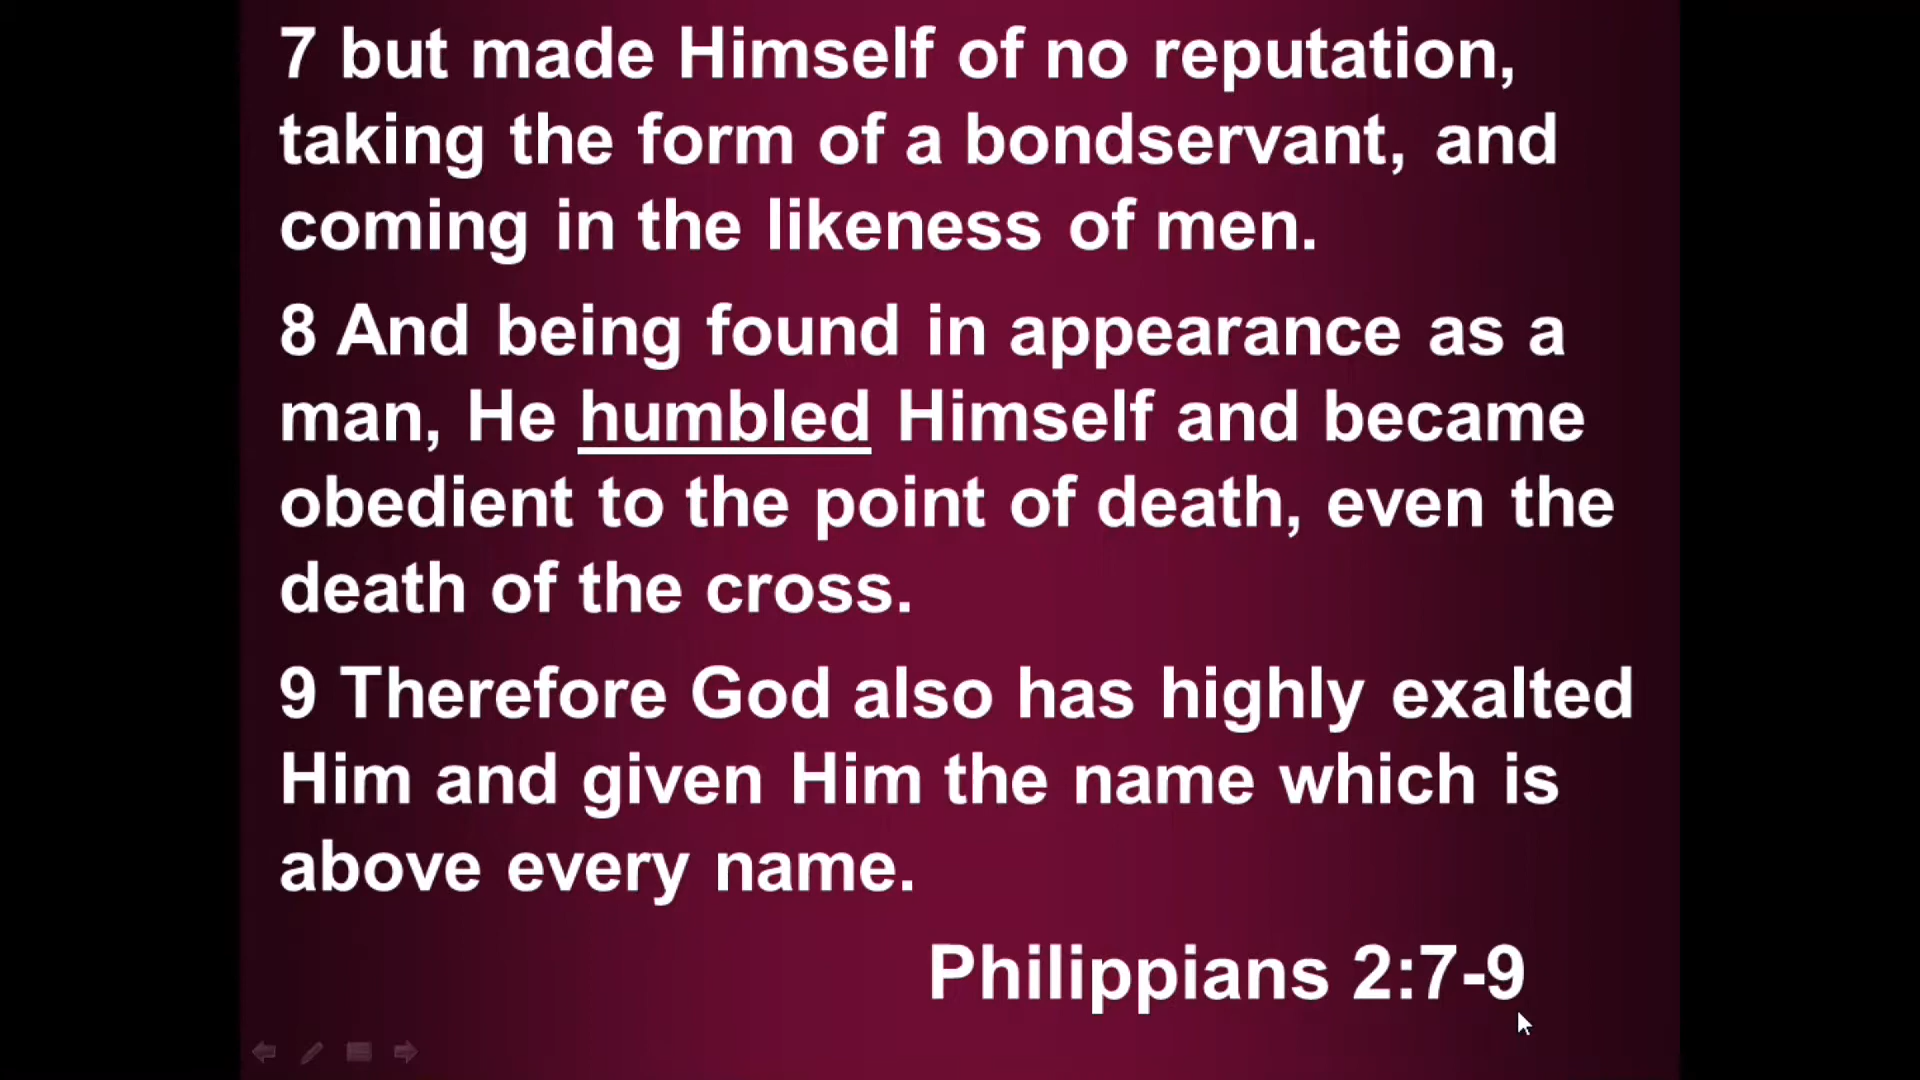 7 but made Himself of no reputation,
taking the form of a bondservant, and
coming in the likeness of men.
8 And being found in appearance as a
man, He humbled Himself and became
obedient to the point of death, even the
death of the cross.
9 Therefore God also has highly exalted
Him and given Him the name which is
above every name.
Philippians 2:7-9